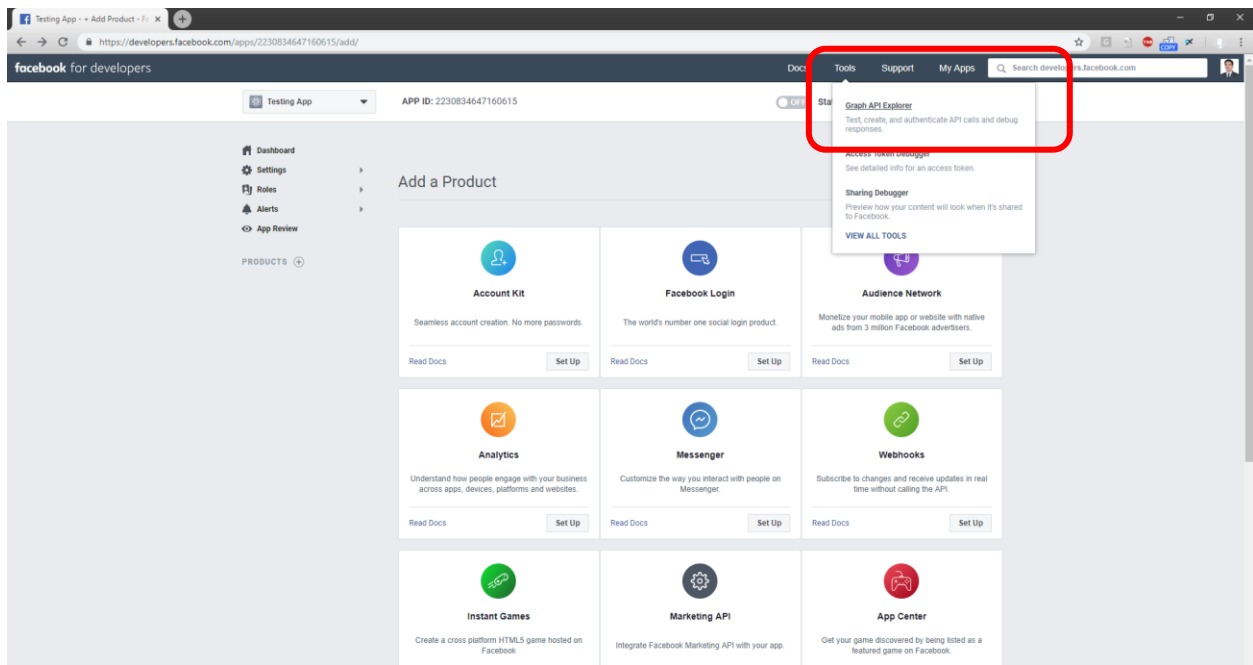 Testing App - + Add Product - Fa
https://developers.facebook.com/apps/2230834647160615/add/
COPY
facebook for developers
Docs Tools Support My Apps Search developers.facebook.com
Testing App
APP ID: 2230834647160615
OFF
Graph API Explorer
Test, create, and authenticate API calls and debug
responses.
Access Token Debugger
See detailed info for an access token.
Sharing Debugger
Preview how your content will look when it's shared
to Facebook.
VIEW ALL TOOLS
Dashboard
Settings
Roles
Alerts
App Review
PRODUCTS
Add a Product
Account Kit
Seamless account creation. No more passwords.
Read Docs Set Up
Facebook Login
The world's number one social login product.
Read Docs Set Up
Audience Network
Monetize your mobile app or website with native
ads from 3 million Facebook advertisers.
Read Docs Set Up
Analytics
Understand how people engage with your business
across apps, devices, platforms and websites.
Read Docs Set Up
Messenger
Customize the way you interact with people on
Messenger.
Read Docs Set Up
Webhooks
Subscribe to changes and receive updates in real
time without calling the API.
Read Docs Set Up
Instant Games
Create a cross platform HTML5 game hosted on
Facebook
Marketing API
Integrate Facebook Marketing API with your app.
App Center
Get your game discovered by being listed as a
featured game on Facebook.